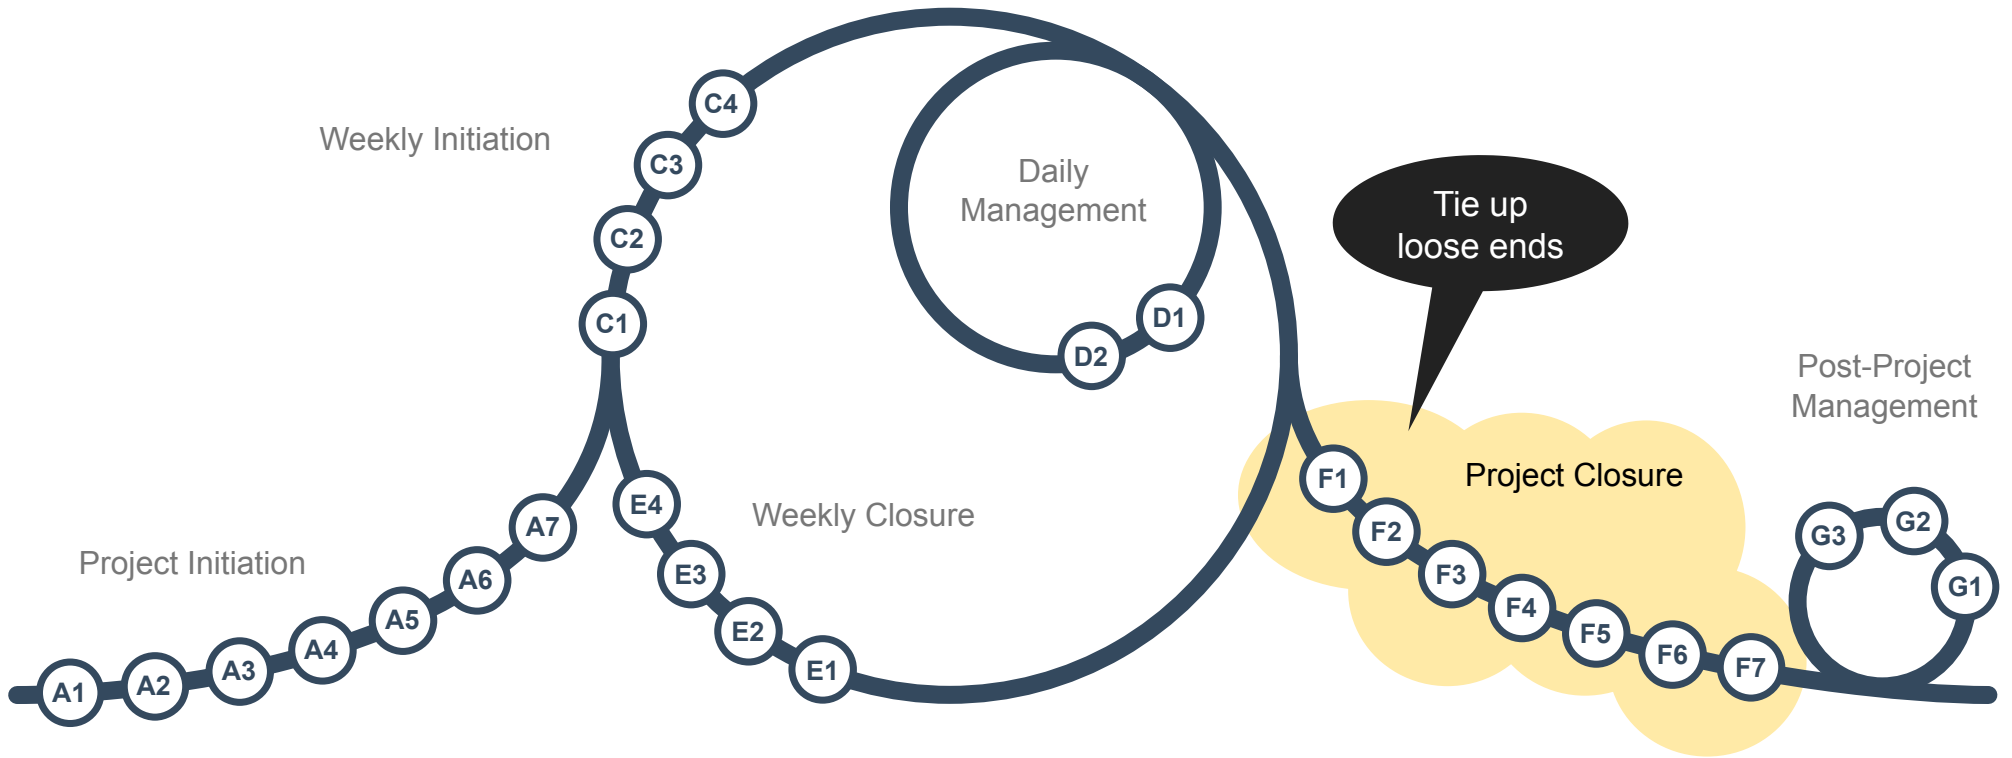 Project Initiation
A1
A2
A3
A4
A5
A6
A7
Weekly Initiation
C1
C2
C3
C4
Daily
Management
D1
D2
Weekly Closure
E1
E2
E3
E4
Tie up
loose ends
Project Closure
F1
F2
F3
F4
F5
F6
F7
Post-Project
Management
G1
G2
G3